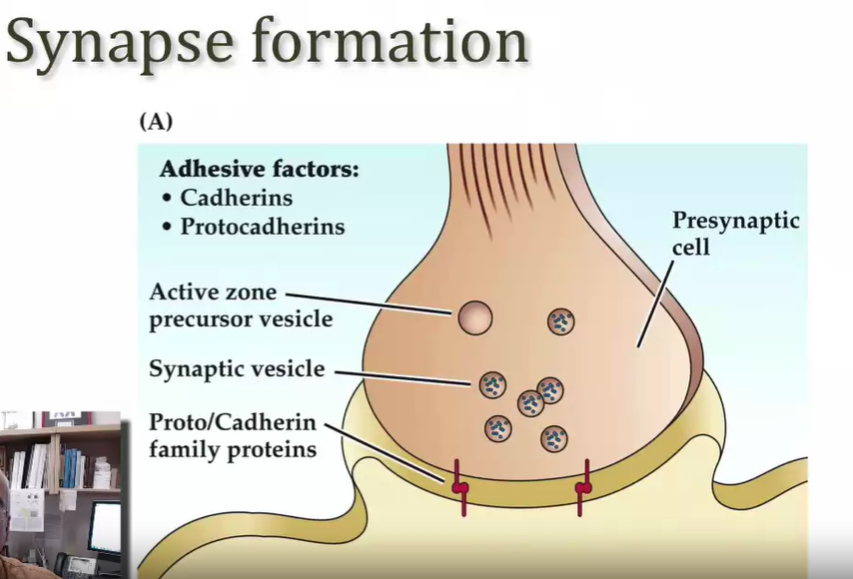 Synapse formation
(A)
Adhesive factors:
• Cadherins
• Protocadherins
Presynaptic
cell
Active zone
precursor vesicle
Synaptic vesicle
Proto/Cadherin
family proteins